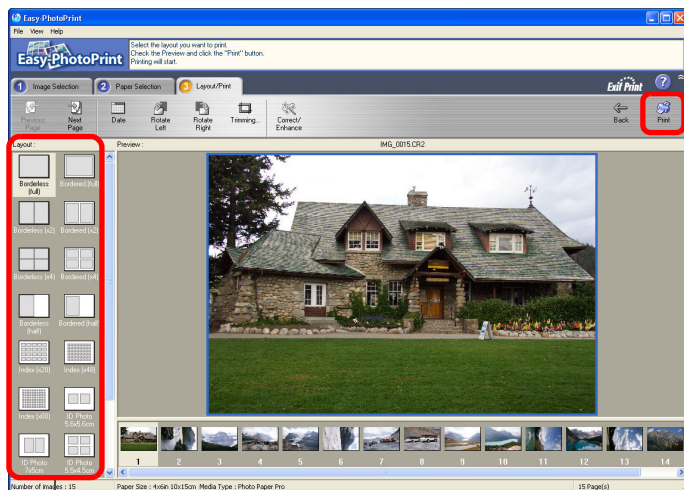 Easy-PhotoPrint
File View Help
Easy-PhotoPrint
Select the layout you want to print.
Check the Preview and click the "Print" button.
Printing will start.
1 Image Selection
2 Paper Selection
3 Layout/Print
Exif Print
?
Previous Page
Next Page
Date
Rotate Left
Rotate Right
Trimming...
Correct/Enhance
Back
Print
Layout :
Preview :
IMG_0015.CR2
Borderless (full)
Bordered (full)
Borderless (x2)
Bordered (x2)
Borderless (x4)
Bordered (x4)
Borderless (half)
Bordered (half)
Index (x20)
Index (x40)
Index (x80)
ID Photo 5.6x5.6cm
ID Photo 7x5cm
ID Photo 5.5x4.5cm
1 2 3 4 5 6 7 8 9 10 11 12 13 14
Number of images : 15
Paper Size : 4x6in 10x15cm Media Type : Photo Paper Pro
15 Page(s)